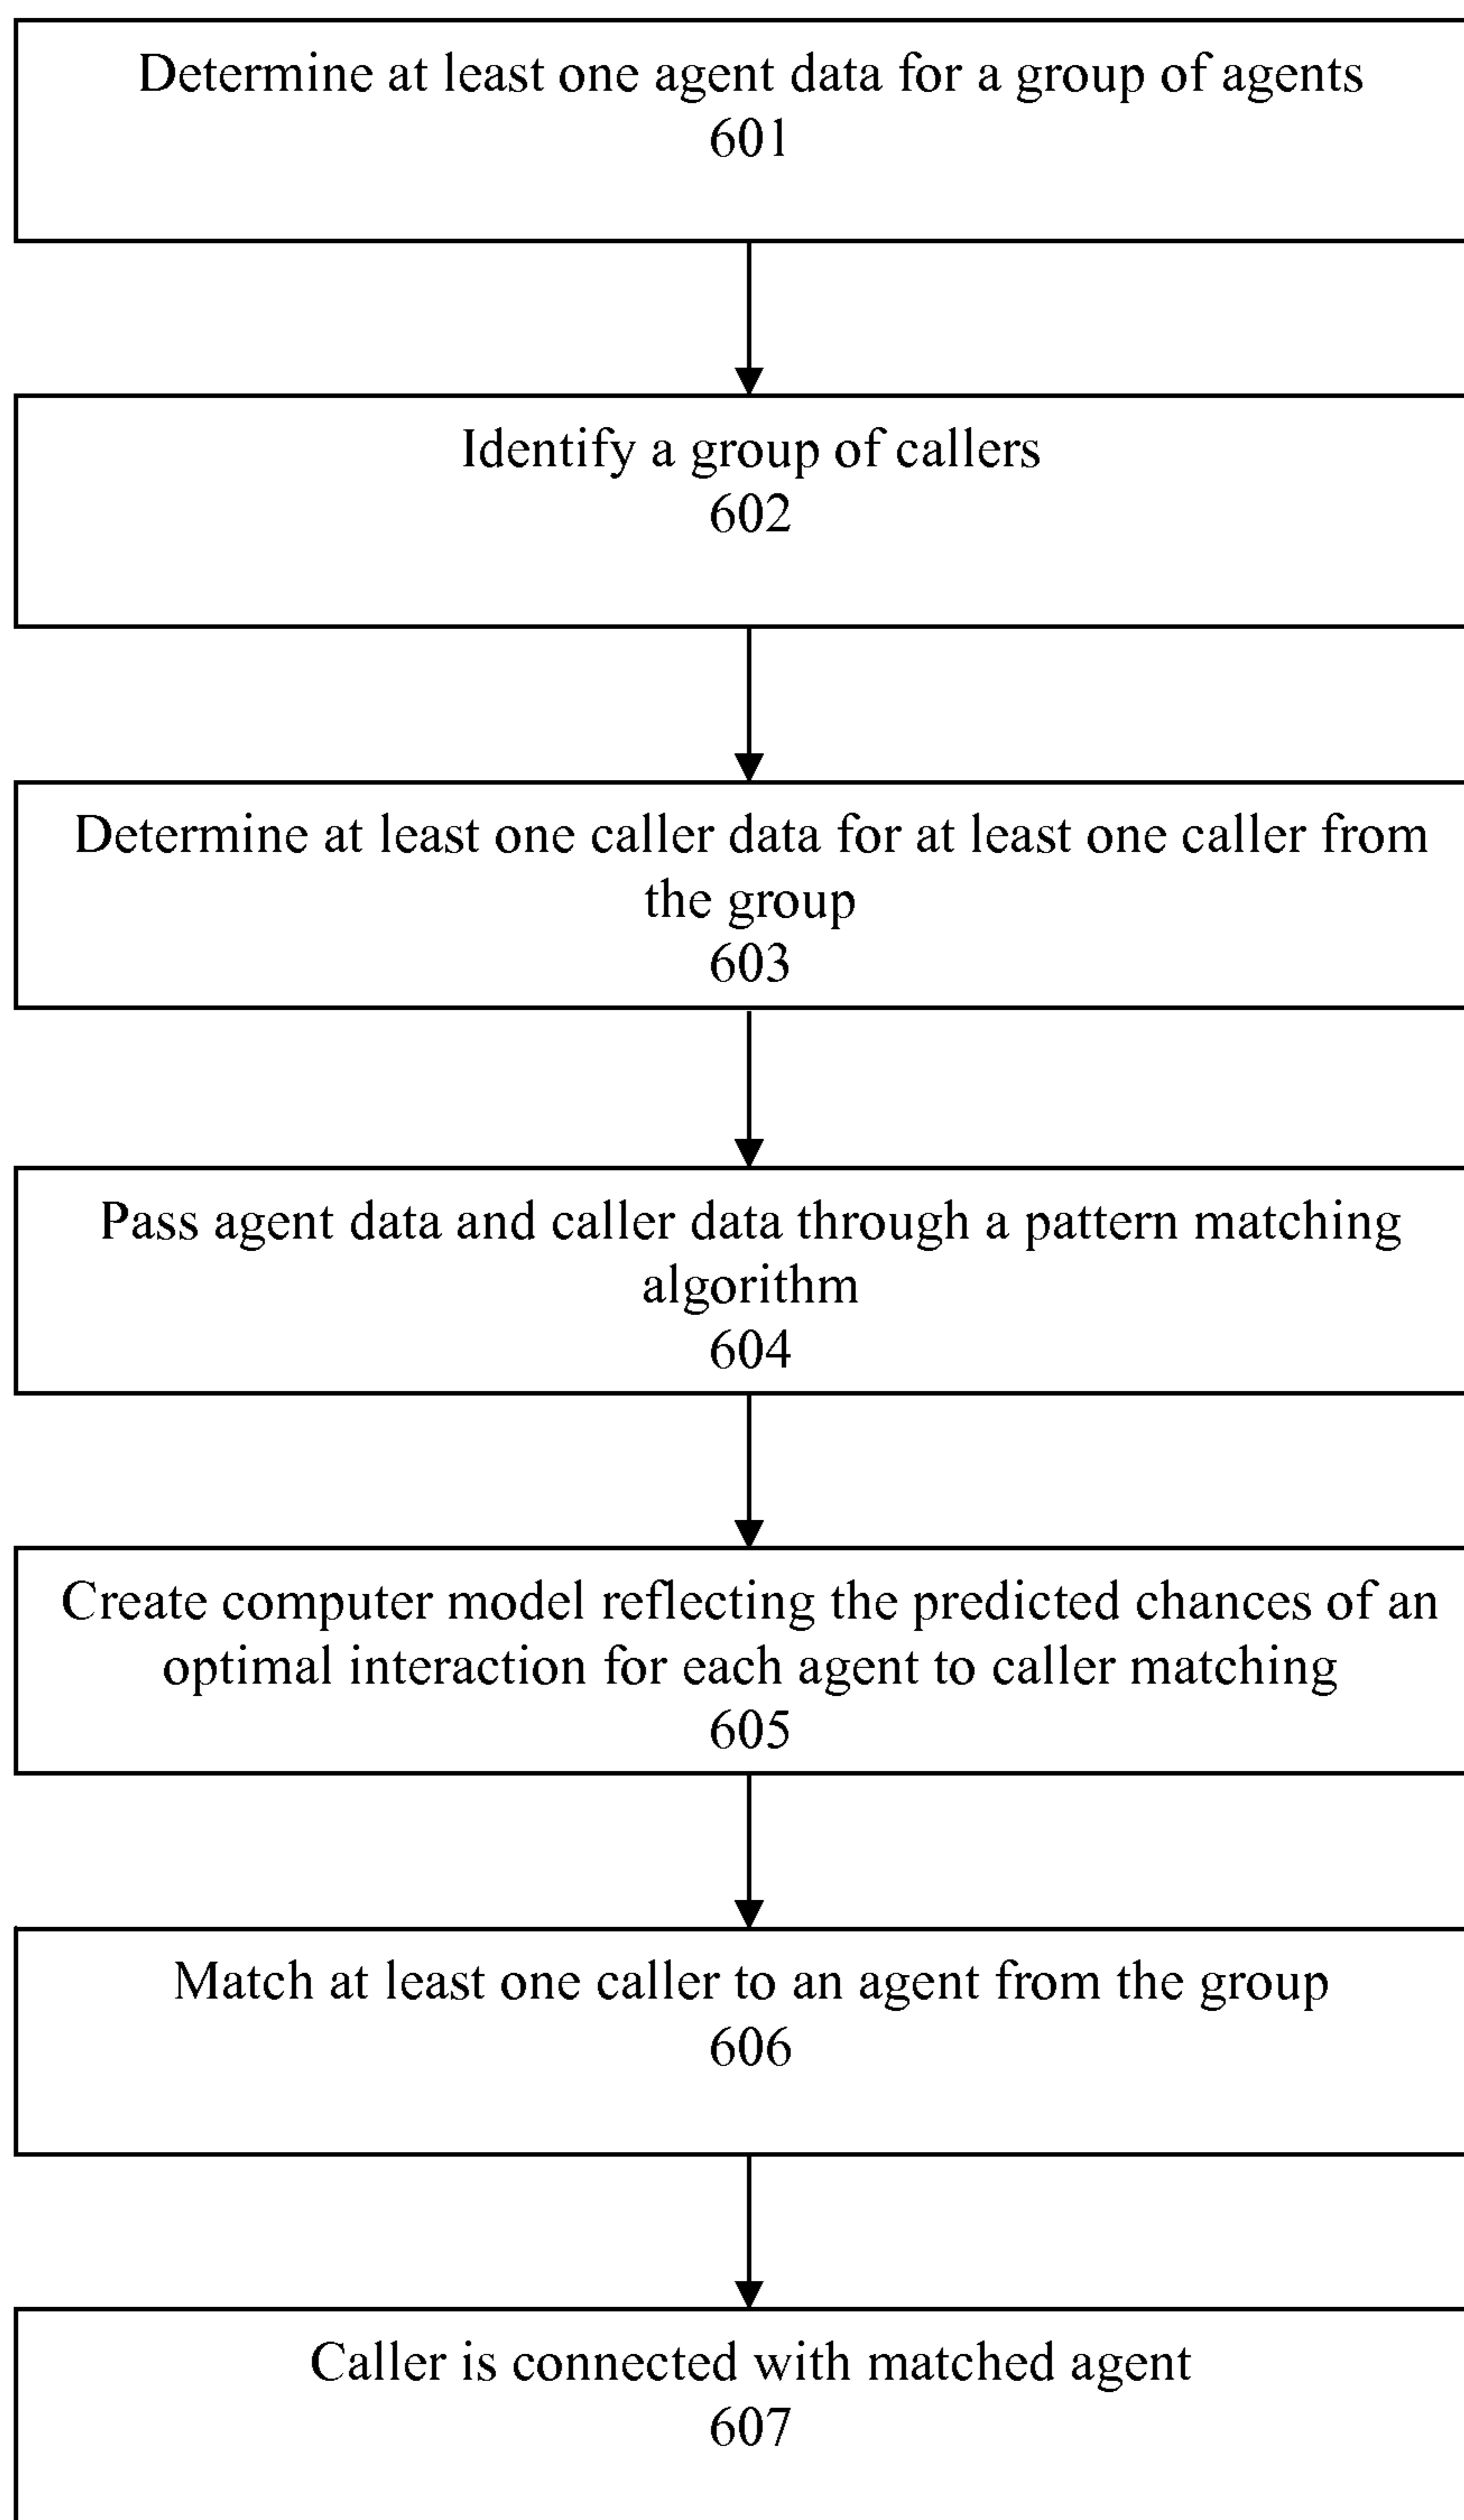 Determine at least one agent data for a group of agents
601
Identify a group of callers
602
Determine at least one caller data for at least one caller from
the group
603
Pass agent data and caller data through a pattern matching
algorithm
604
Create computer model reflecting the predicted chances of an
optimal interaction for each agent to caller matching
605
Match at least one caller to an agent from the group
606
Caller is connected with matched agent
607